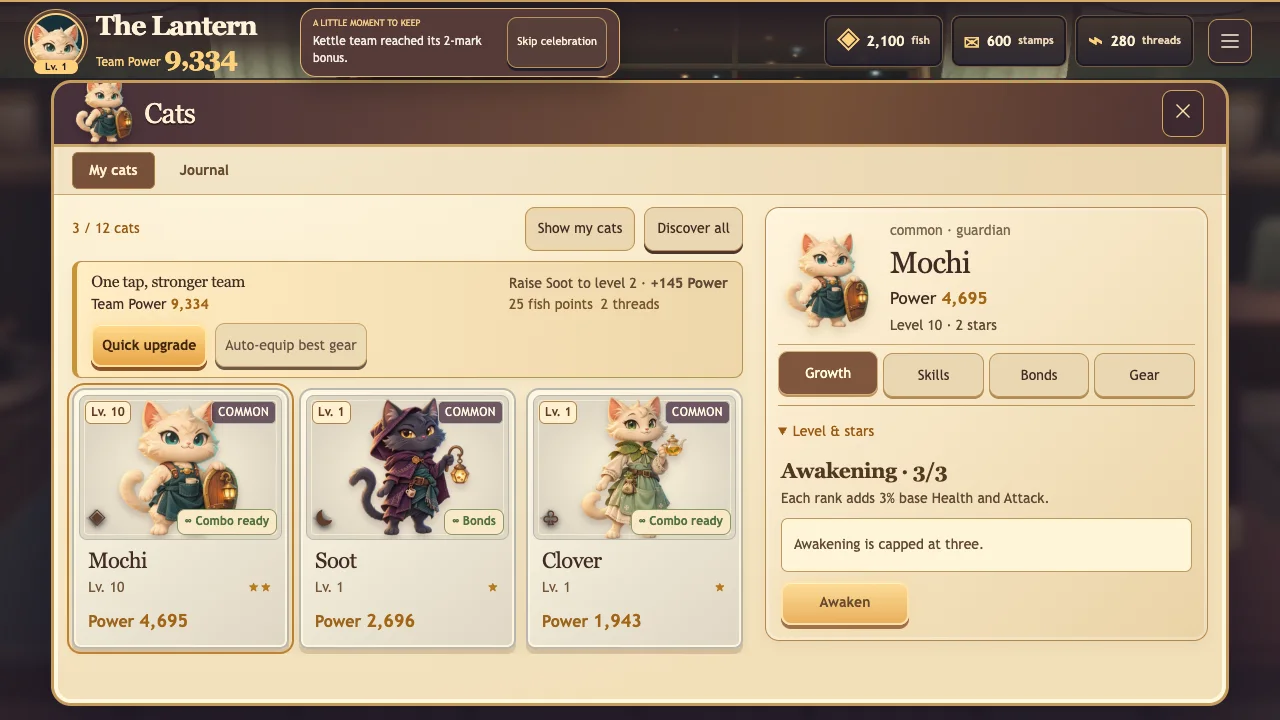 The Lantern
Lv. 1
Team Power 9,334
A LITTLE MOMENT TO KEEP
Kettle team reached its 2-mark
bonus.
Skip celebration
2,100 fish
600 stamps
280 threads
Cats
My cats
Journal
3 / 12 cats
Show my cats
Discover all
One tap, stronger team
Team Power 9,334
Raise Soot to level 2 · +145 Power
25 fish points 2 threads
Quick upgrade
Auto-equip best gear
Lv. 10
COMMON
∞ Combo ready
Mochi
Lv. 10
★★
Power 4,695
Lv. 1
COMMON
∞ Bonds
Soot
Lv. 1
★
Power 2,696
Lv. 1
COMMON
∞ Combo ready
Clover
Lv. 1
★
Power 1,943
common · guardian
Mochi
Power 4,695
Level 10 · 2 stars
Growth
Skills
Bonds
Gear
▼ Level & stars
Awakening · 3/3
Each rank adds 3% base Health and Attack.
Awakening is capped at three.
Awaken